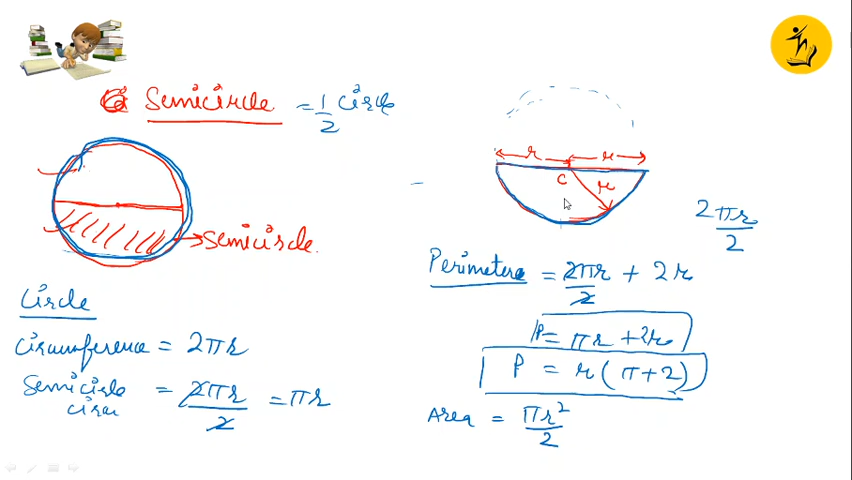 Semicircle = 1/2 circle
r r
c r
→ Semicircle.
2πr/2
Perimeter = 2πr/2 + 2r
Circle
P = πr + 2r
Circumference = 2πr
P = r(π+2)
Semicircle circu = 2πr/2 = πr
Area = πr²/2